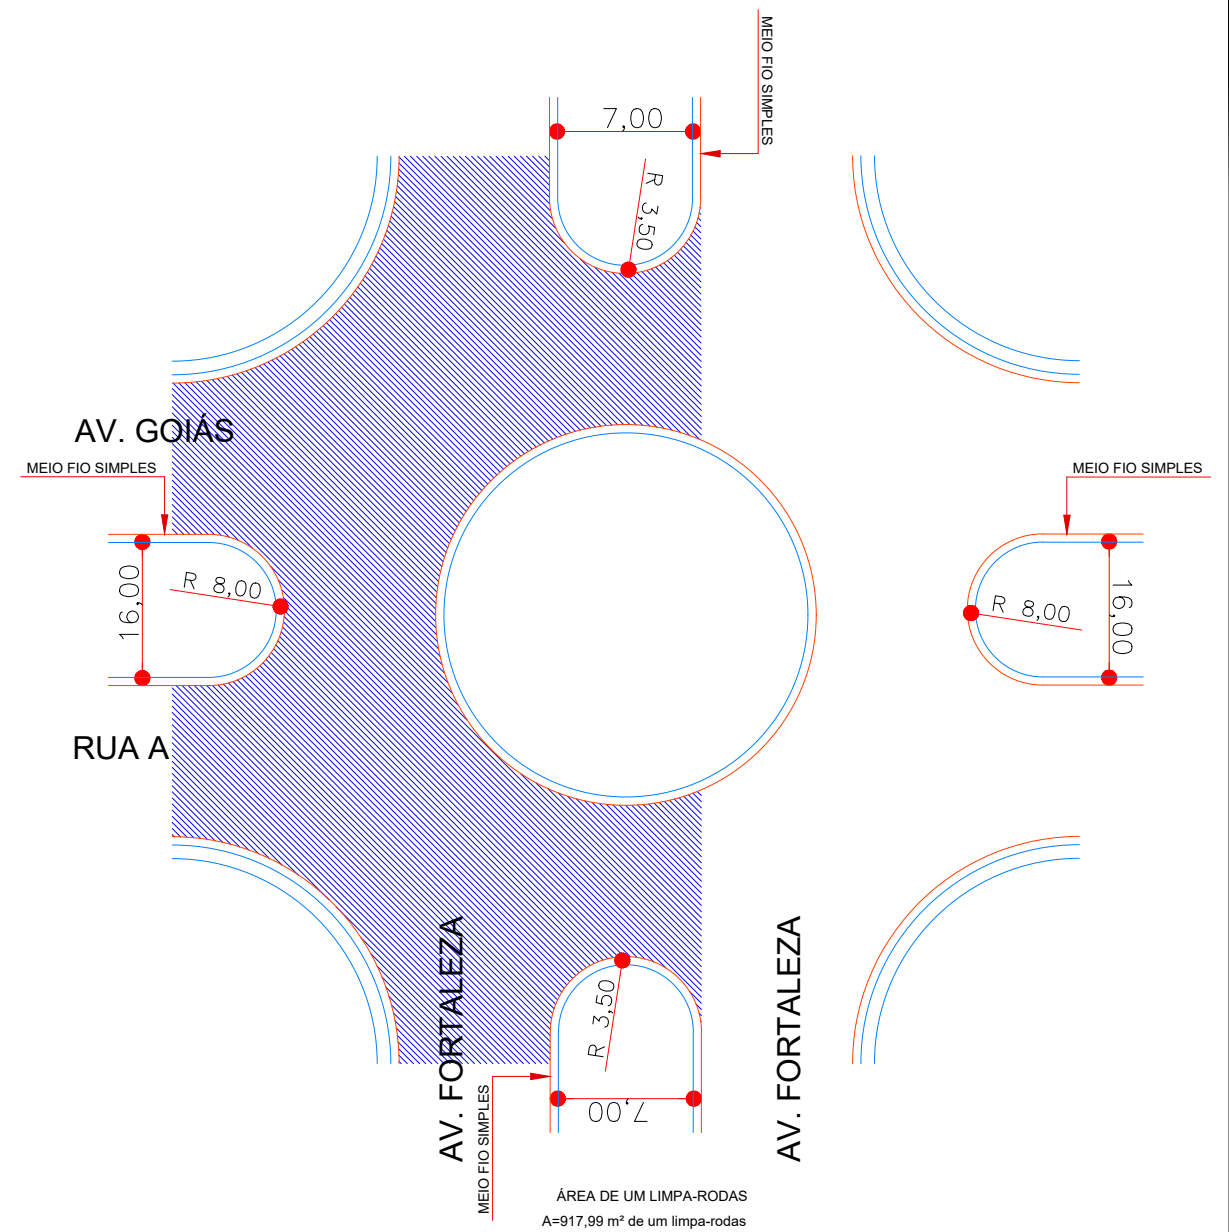 MEIO FIO SIMPLES
7,00
R 3,50
AV. GOIÁS
MEIO FIO SIMPLES
MEIO FIO SIMPLES
16,00
R 8,00
R 8,00
16,00
RUA A
AV. FORTALEZA
AV. FORTALEZA
R 3,50
7,00
MEIO FIO SIMPLES
ÁREA DE UM LIMPA-RODAS
A=917,99 m² de um limpa-rodas